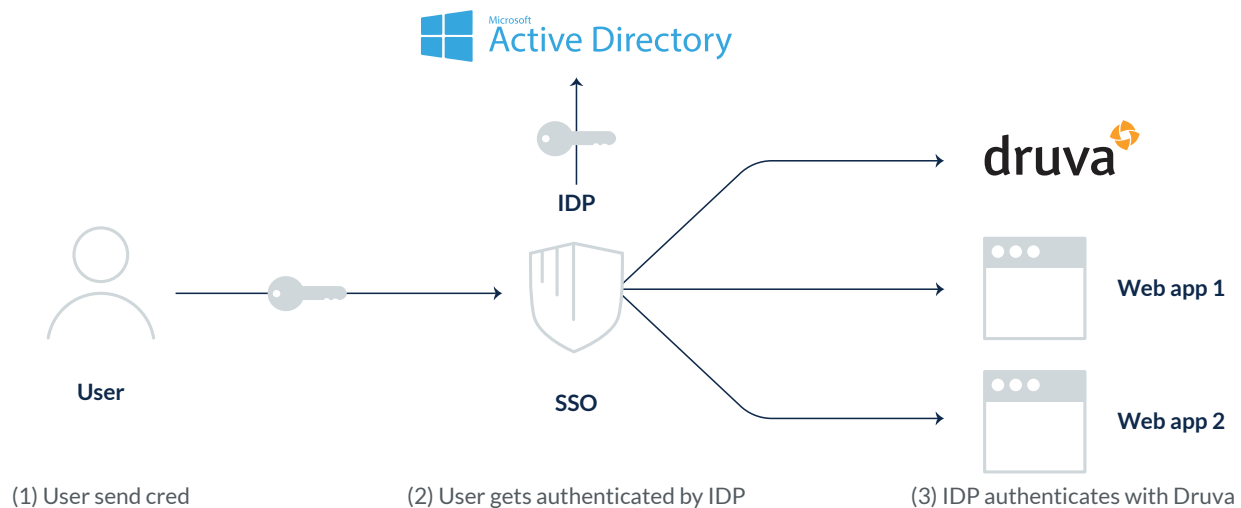 Microsoft
Active Directory
IDP
druva
User
SSO
Web app 1
Web app 2
(1) User send cred
(2) User gets authenticated by IDP
(3) IDP authenticates with Druva